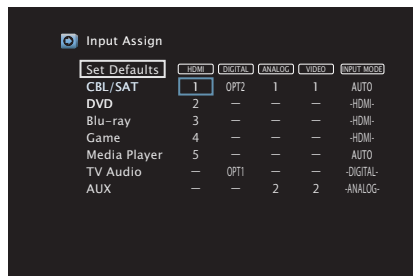 Input Assign
Set Defaults HDMI DIGITAL ANALOG VIDEO INPUT MODE
CBL/SAT 1 OPT2 1 1 AUTO
DVD 2 – – – -HDMI-
Blu-ray 3 – – – -HDMI-
Game 4 – – – -HDMI-
Media Player 5 – – – AUTO
TV Audio – OPT1 – – -DIGITAL-
AUX – – 2 2 -ANALOG-